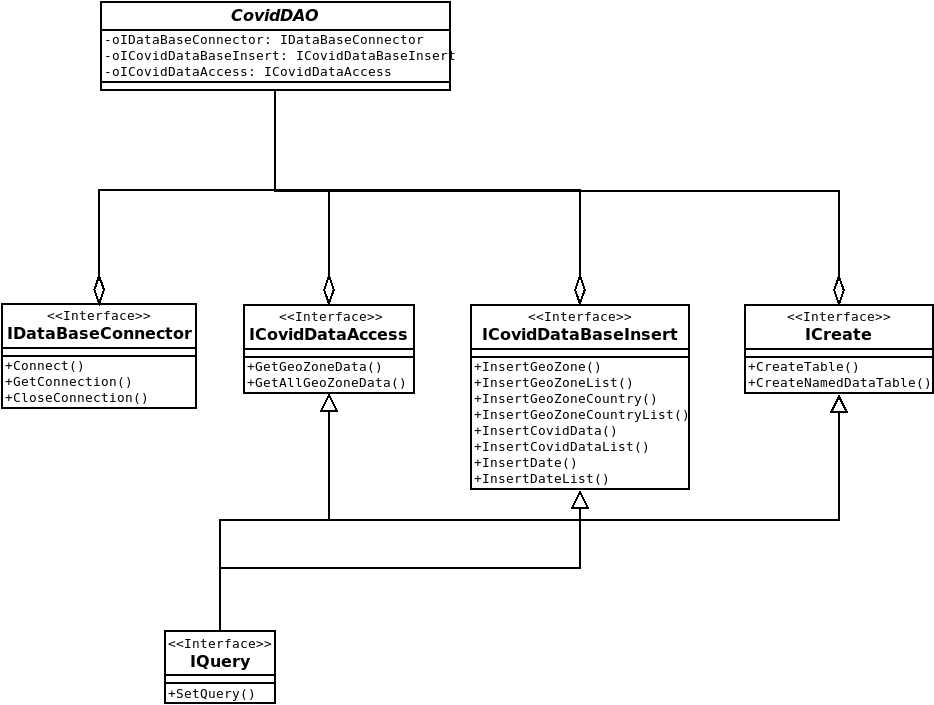 CovidDAO
-oIDataBaseConnector: IDataBaseConnector
-oICovidDataBaseInsert: ICovidDataBaseInsert
-oICovidDataAccess: ICovidDataAccess
<<Interface>>
IDataBaseConnector
+Connect()
+GetConnection()
+CloseConnection()
<<Interface>>
ICovidDataAccess
+GetGeoZoneData()
+GetAllGeoZoneData()
<<Interface>>
ICovidDataBaseInsert
+InsertGeoZone()
+InsertGeoZoneList()
+InsertGeoZoneCountry()
+InsertGeoZoneCountryList()
+InsertCovidData()
+InsertCovidDataList()
+InsertDate()
+InsertDateList()
<<Interface>>
ICreate
+CreateTable()
+CreateNamedDataTable()
<<Interface>>
IQuery
+SetQuery()